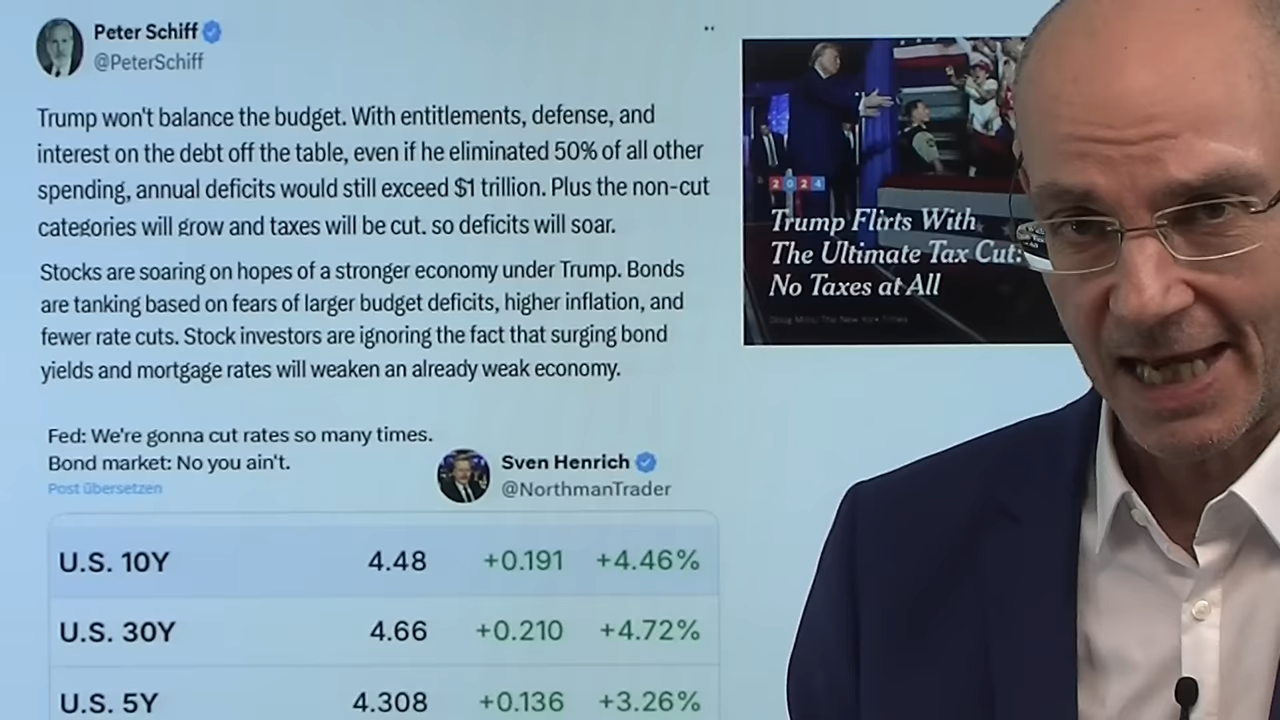 Peter Schiff
@PeterSchiff
Trump won't balance the budget. With entitlements, defense, and
interest on the debt off the table, even if he eliminated 50% of all other
spending, annual deficits would still exceed $1 trillion. Plus the non-cut
categories will grow and taxes will be cut. so deficits will soar.
Stocks are soaring on hopes of a stronger economy under Trump. Bonds
are tanking based on fears of larger budget deficits, higher inflation, and
fewer rate cuts. Stock investors are ignoring the fact that surging bond
yields and mortgage rates will weaken an already weak economy.
2024
Trump Flirts With
The Ultimate Tax Cut:
No Taxes at All
Doug Mills/The New York Times
Fed: We're gonna cut rates so many times.
Bond market: No you ain't.
Post übersetzen
Sven Henrich
@NorthmanTrader
U.S. 10Y 4.48 +0.191 +4.46%
U.S. 30Y 4.66 +0.210 +4.72%
U.S. 5Y 4.308 +0.136 +3.26%